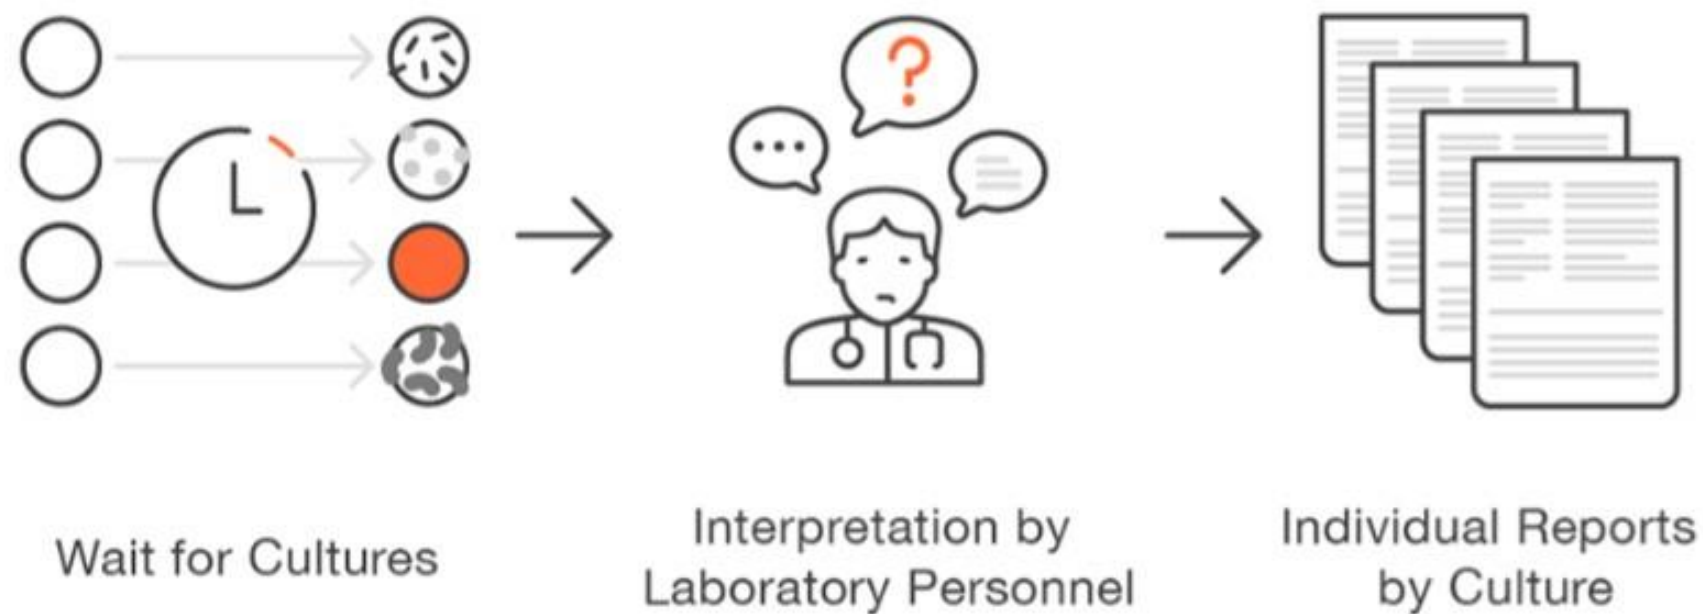 ?
Wait for Cultures
Interpretation by
Laboratory Personnel
Individual Reports
by Culture